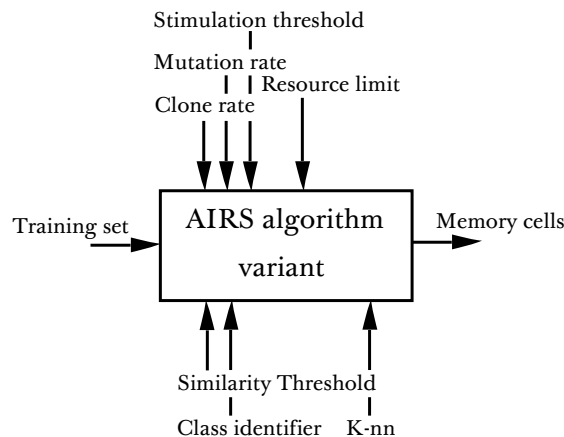 Stimulation threshold
Mutation rate
Resource limit
Clone rate
Training set
AIRS algorithm
variant
Memory cells
Similarity Threshold
Class identifier
K-nn